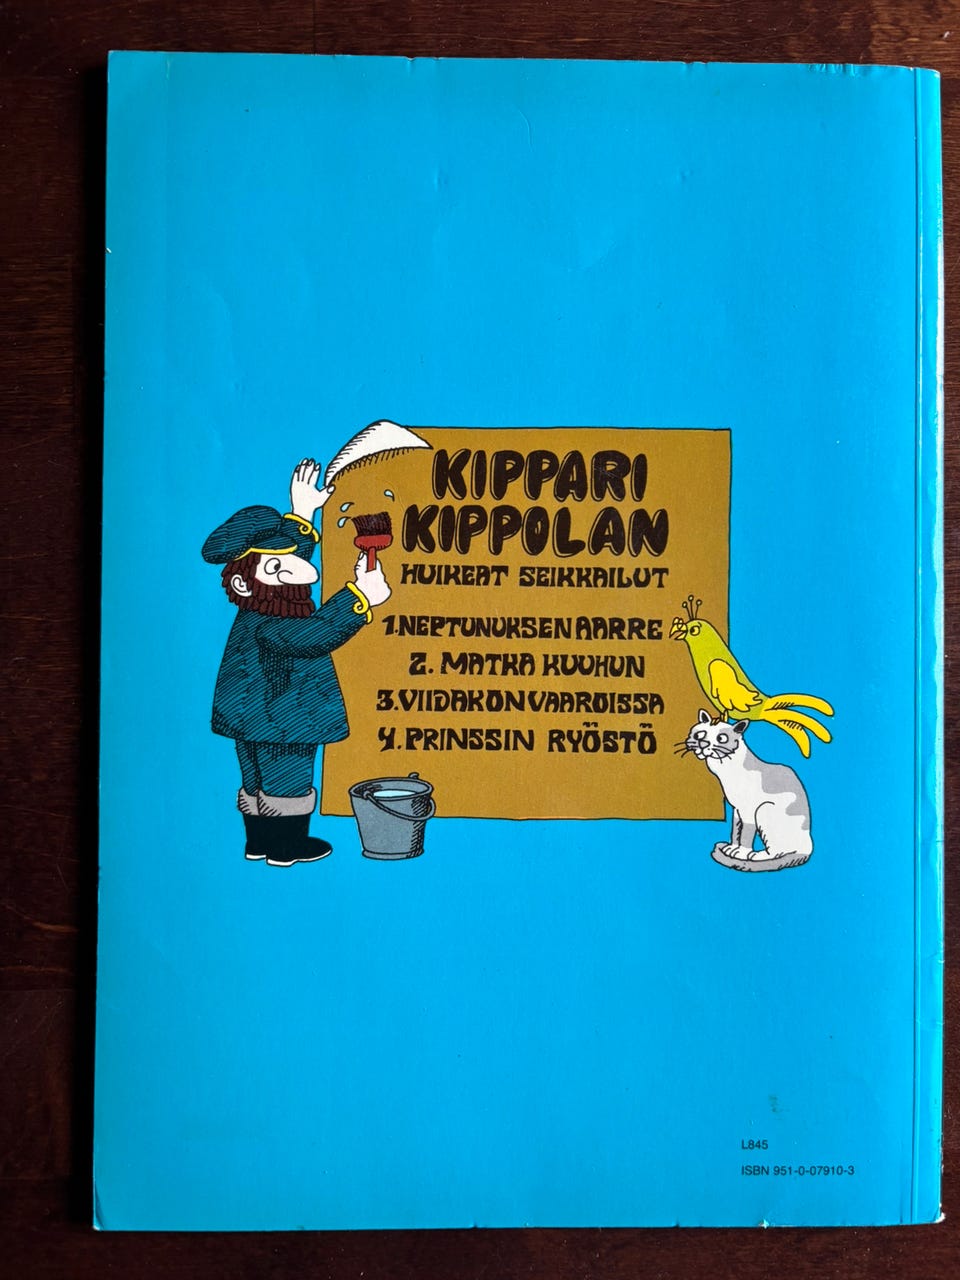 KIPPARI
KIPPOLAN
HUIKEAT SEIKKAILUT
1. NEPTUNUKSEN AARRE
2. MATKA KUUHUN
3. VIIDAKON VAAROISSA
4. PRINSSIN RYÖSTÖ
L845
ISBN 951-0-07910-3